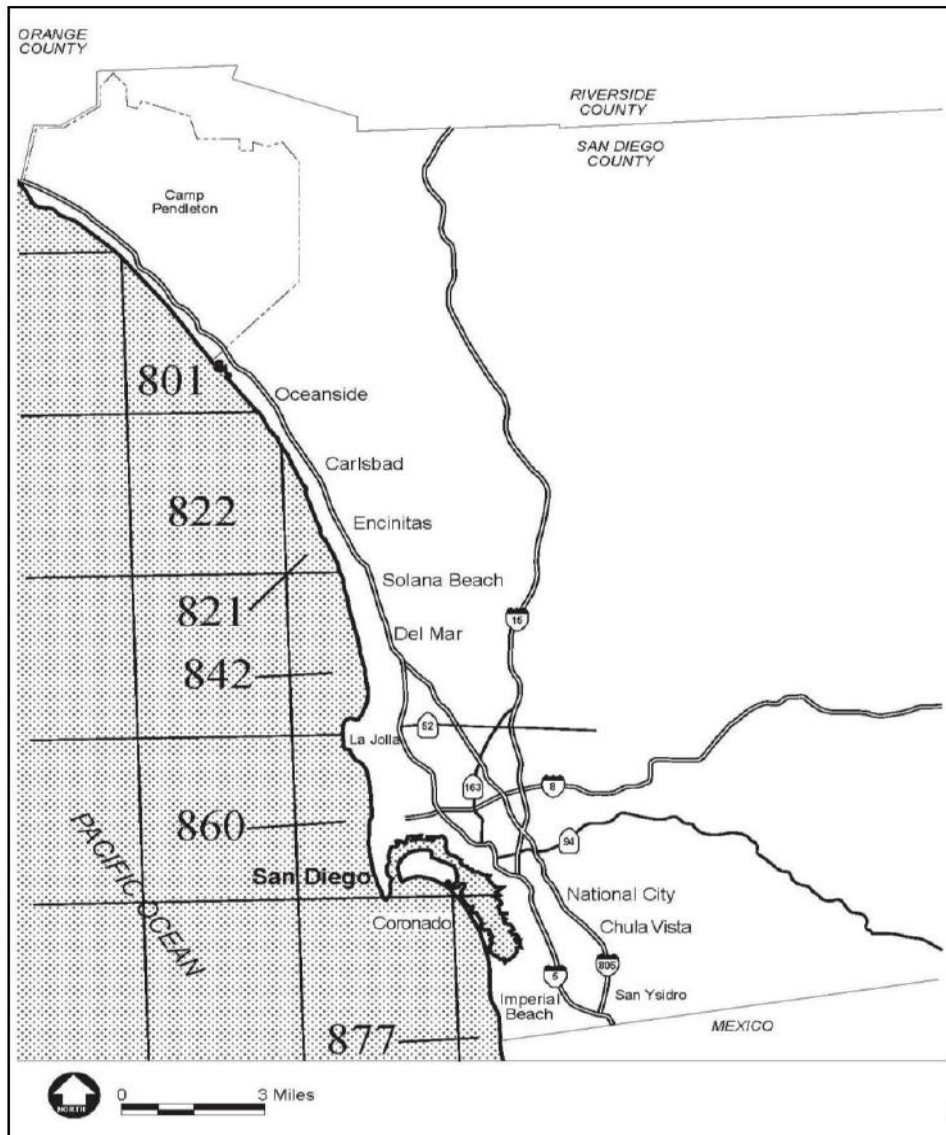 ORANGE
COUNTY
RIVERSIDE
COUNTY
SAN DIEGO
COUNTY
Camp
Pendleton
801
Oceanside
Carlsbad
822
Encinitas
Solana Beach
821
15
Del Mar
842
52
La Jolla
163
8
860
94
San Diego
PACIFIC OCEAN
National City
Coronado
Chula Vista
5
805
Imperial
Beach
San Ysidro
MEXICO
877
NORTH
0
3 Miles